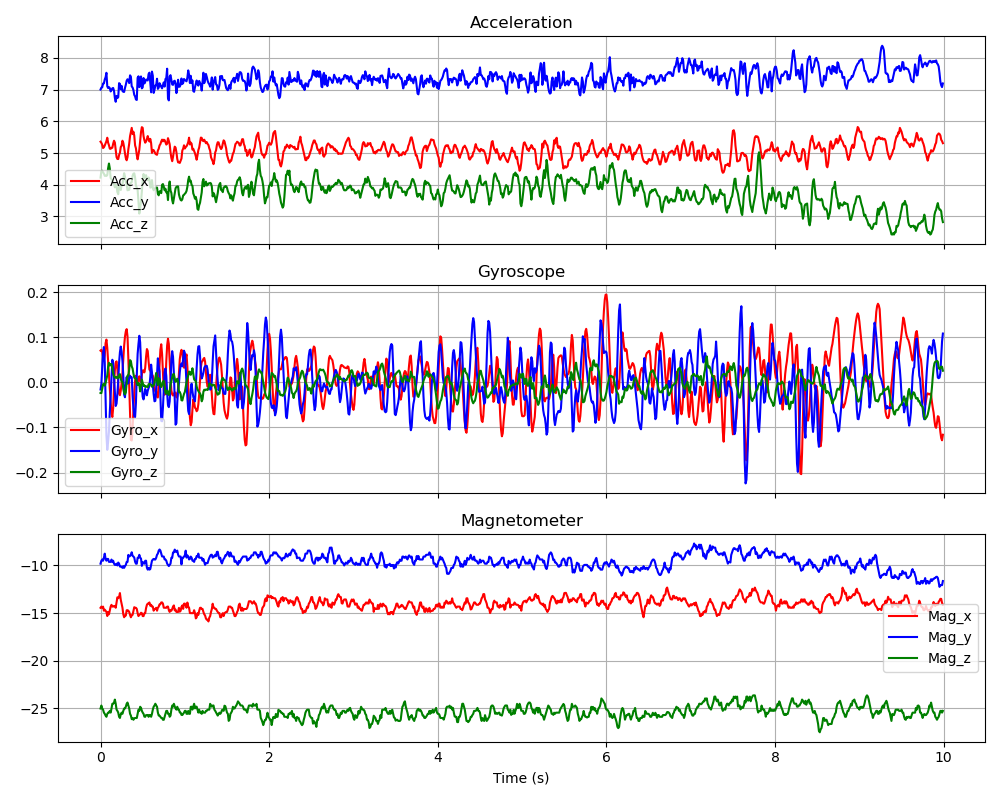 Acceleration
8
7
6
5
4
3
Acc_x
Acc_y
Acc_z
Gyroscope
0.2
0.1
0.0
−0.1
−0.2
Gyro_x
Gyro_y
Gyro_z
Magnetometer
−10
−15
−20
−25
Mag_x
Mag_y
Mag_z
0 2 4 6 8 10
Time (s)